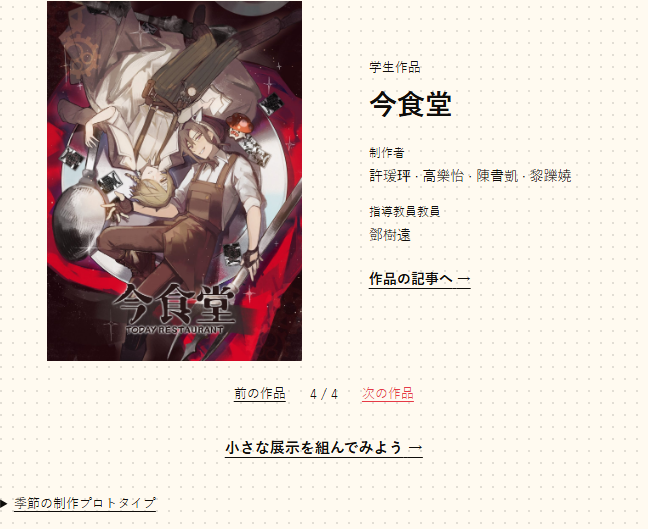 今食堂
TODAY RESTAURANT
学生作品
今食堂
制作者
許瑗玶・高樂怡・陳書凱・黎躒嬈
指導教員教員
鄧樹遠
作品の記事へ →
前の作品 4 / 4 次の作品
小さな展示を組んでみよう →
▶ 季節の制作プロトタイプ